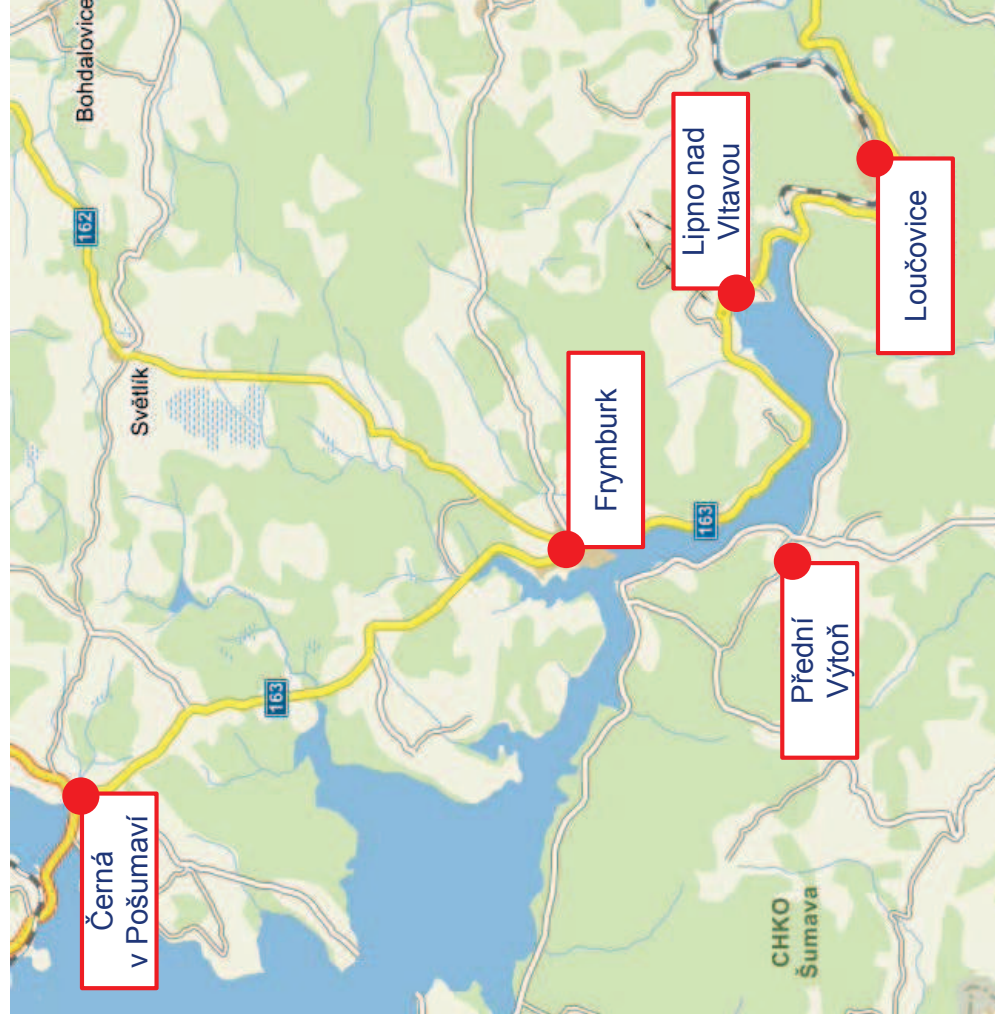 Bohdalovice
162
Světlík
Lipno nad
Vltavou
Loučovice
Frymburk
163
163
Přední
Výtoň
Černá
v Pošumaví
CHKO
Šumava